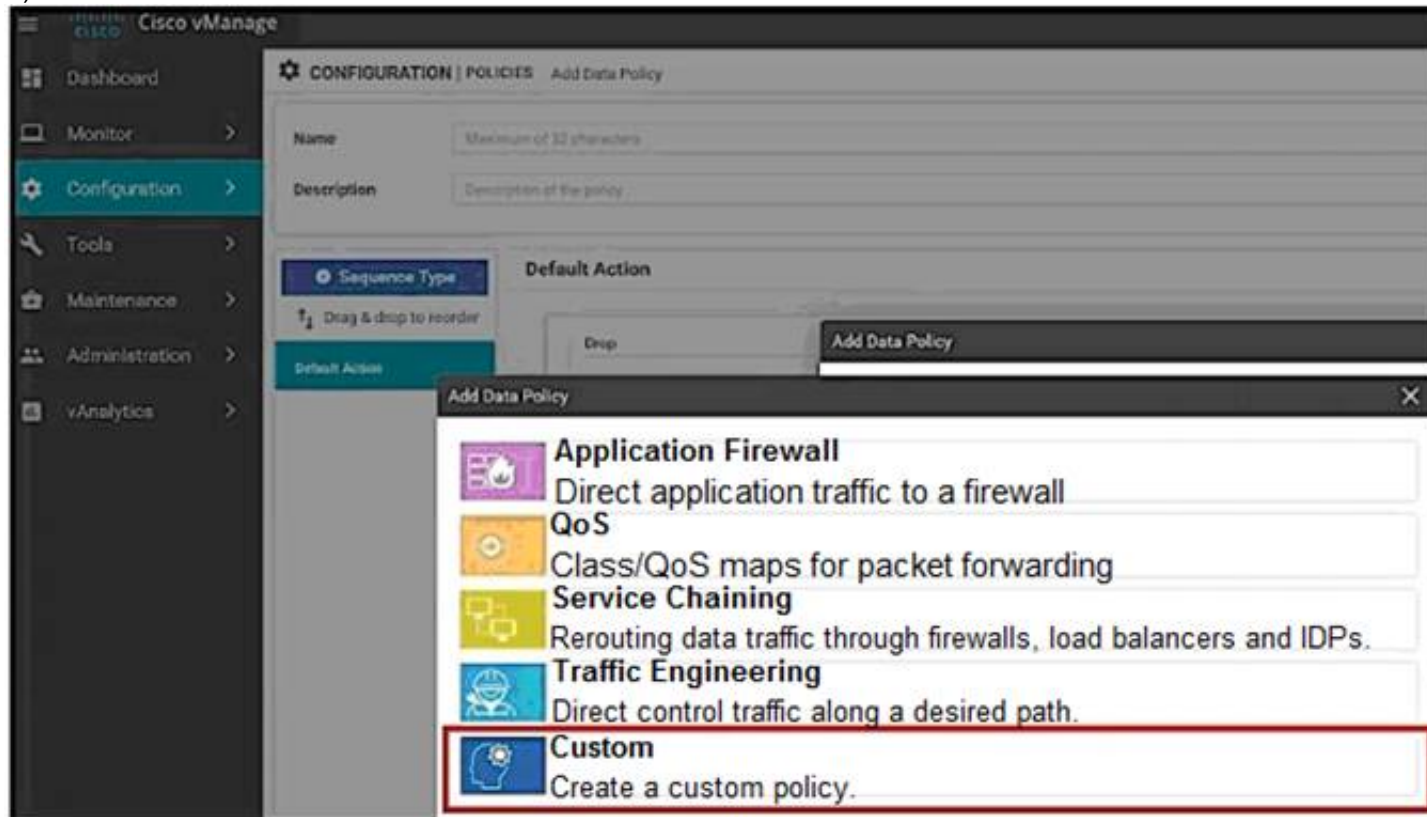 CISCO Cisco vManage
Dashboard
Monitor
Configuration
Tools
Maintenance
Administration
vAnalytics
CONFIGURATION | POLICIES Add Data Policy
Name Maximum of 32 characters
Description Description of the policy
Sequence Type
Drag & drop to reorder
Default Action
Default Action
Drop
Add Data Policy
Add Data Policy
Application Firewall
Direct application traffic to a firewall
QoS
Class/QoS maps for packet forwarding
Service Chaining
Rerouting data traffic through firewalls, load balancers and IDPs.
Traffic Engineering
Direct control traffic along a desired path.
Custom
Create a custom policy.